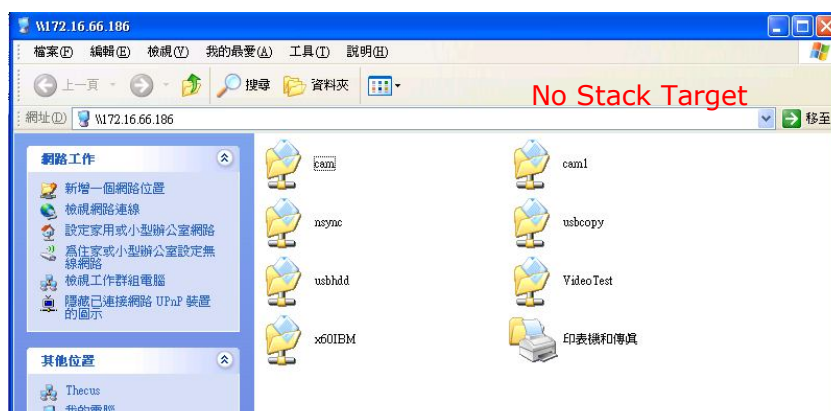 \\172.16.66.186
檔案(F) 編輯(E) 檢視(V) 我的最愛(A) 工具(T) 說明(H)
上一頁 搜尋 資料夾
No Stack Target
網址(D) \\172.16.66.186 移至
網路工作
新增一個網路位置
檢視網路連線
設定家用或小型辦公室網路
為住家或小型辦公室設定無
線網路
檢視工作群組電腦
隱藏已連接網路 UPnP 裝置
的圖示
其他位置
Thecus
我的電腦
cam
cam1
nsync
usbcopy
usbhdd
VideoTest
x60IBM
印表機和傳真